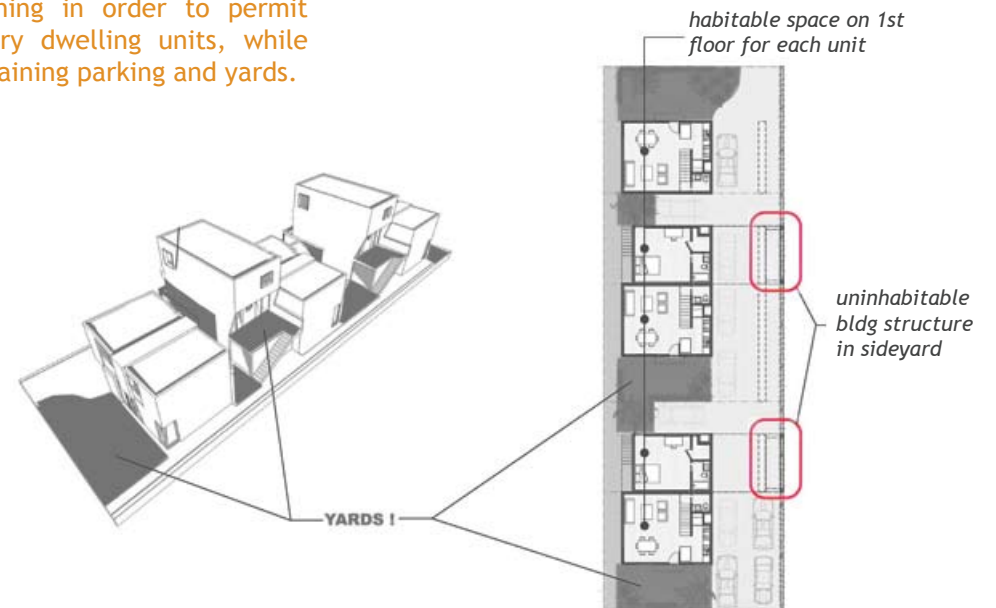 ning in order to permit
ry dwelling units, while
aining parking and yards.
habitable space on 1st
floor for each unit
uninhabitable
bldg structure
in sideyard
YARDS !